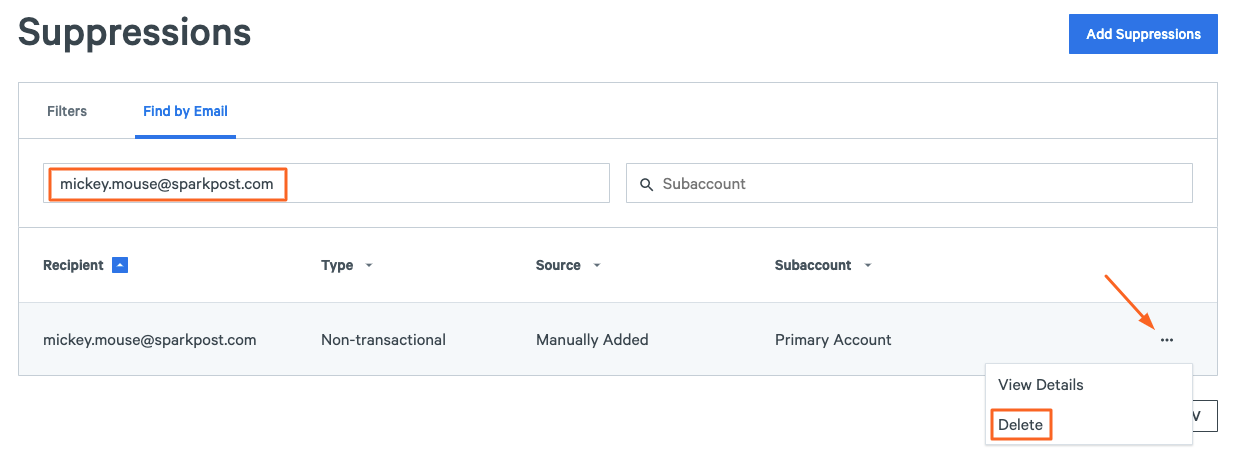 Suppressions
Add Suppressions
Filters
Find by Email
mickey.mouse@sparkpost.com
Subaccount
Recipient Type Source Subaccount
mickey.mouse@sparkpost.com Non-transactional Manually Added Primary Account
View Details
Delete